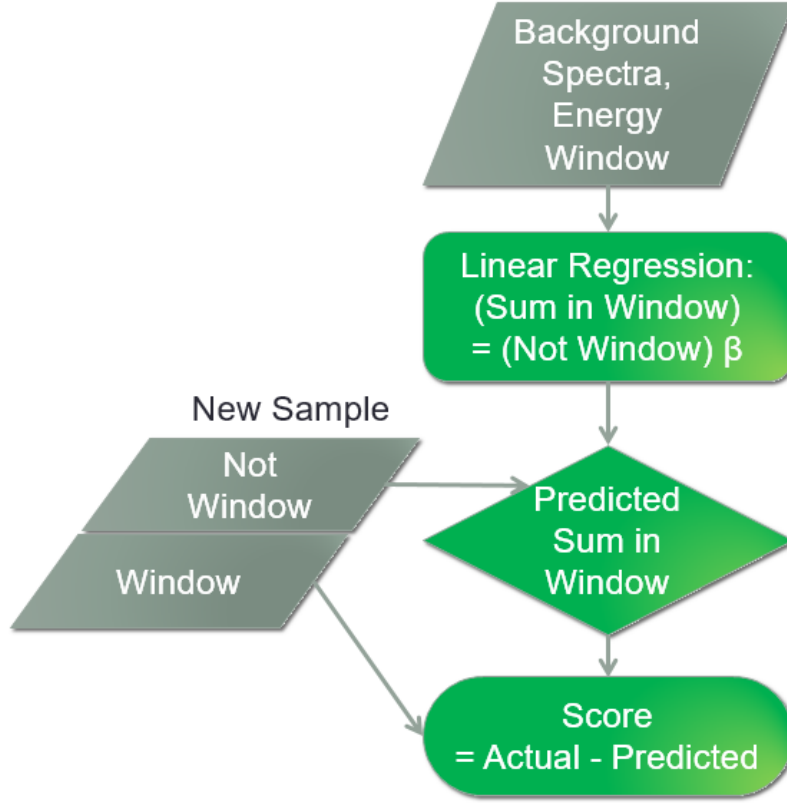 Background
Spectra,
Energy
Window
Linear Regression:
(Sum in Window)
= (Not Window) β
New Sample
Not
Window
Window
Predicted
Sum in
Window
Score
= Actual - Predicted